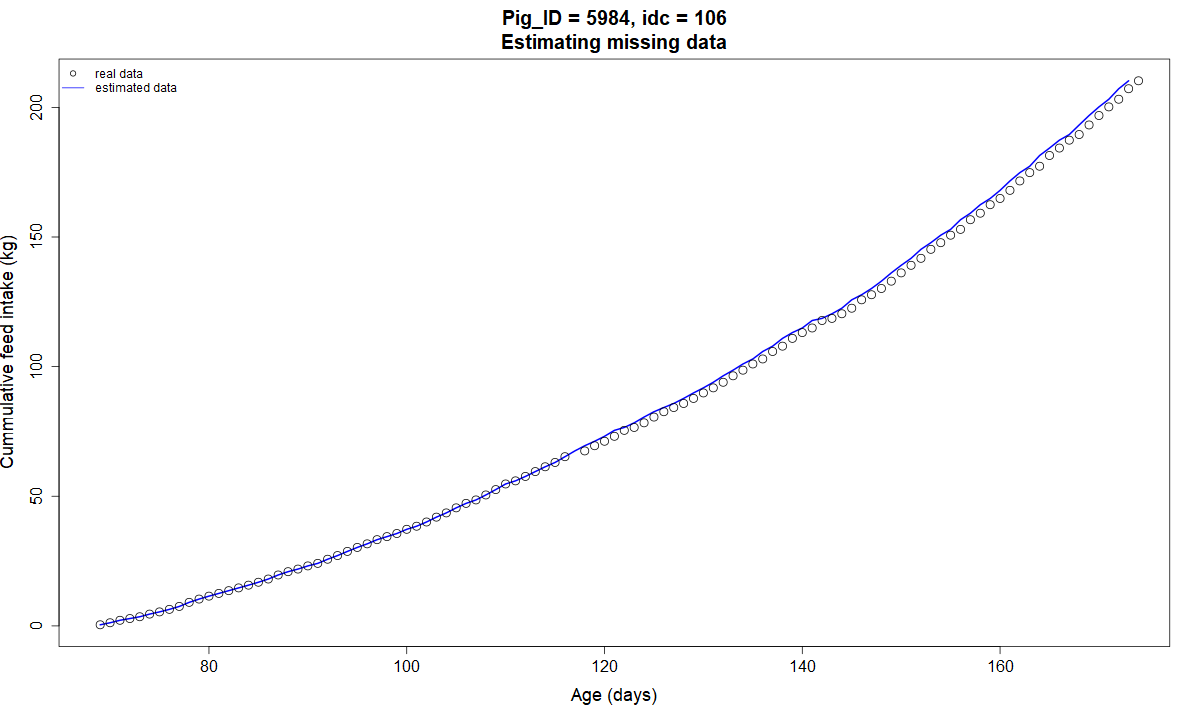 Pig_ID = 5984, idc = 106
Estimating missing data
real data
estimated data
Cummulative feed intake (kg)
200
150
100
50
0
80 100 120 140 160
Age (days)